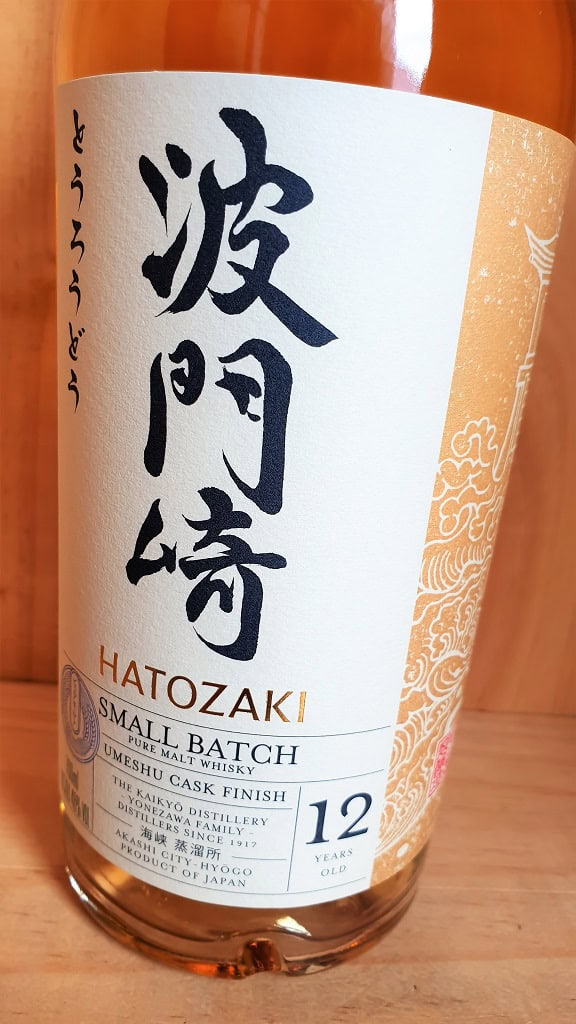 とうろうどう
波門崎
HATOZAKI
SMALL BATCH
PURE MALT WHISKY
UMESHU CASK FINISH
THE KAIKYŌ DISTILLERY
- YONEZAWA FAMILY -
DISTILLERS SINCE 1917
海峡 蒸溜所
AKASHI CITY-HYŌGO
PRODUCT OF JAPAN
12
YEARS
OLD